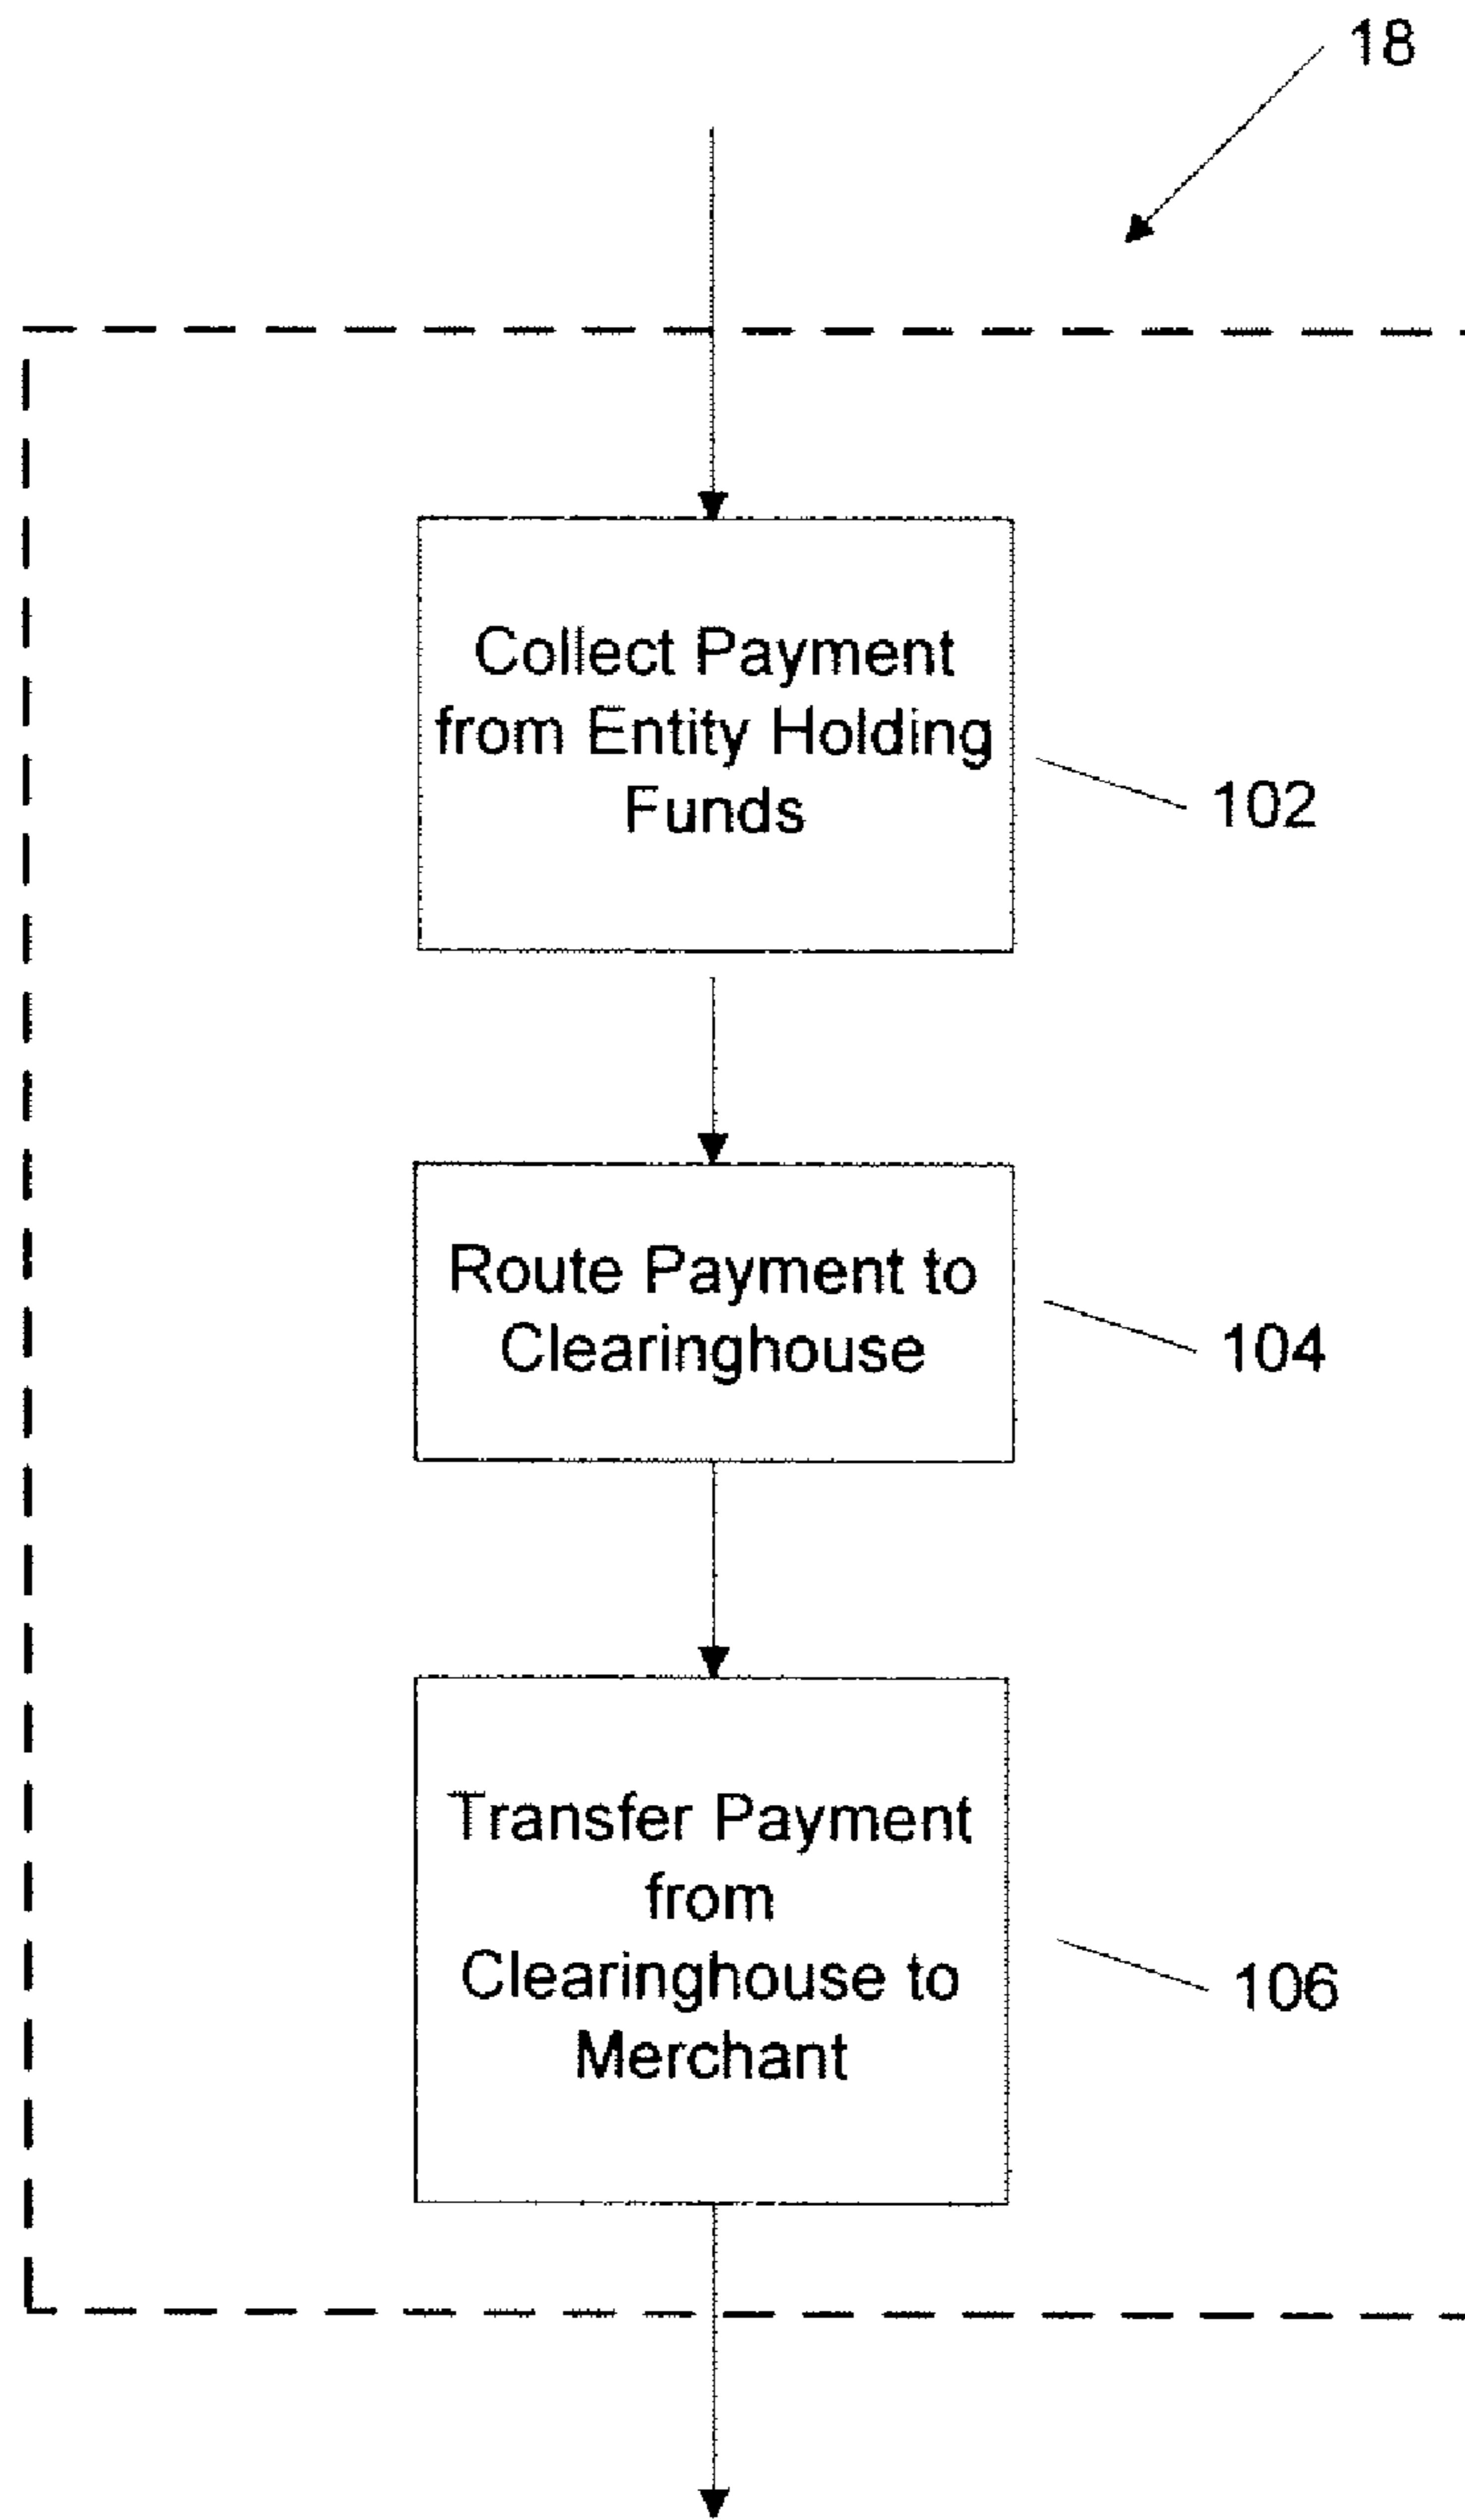 18
Collect Payment
from Entity Holding
Funds
102
Route Payment to
Clearinghouse
104
Transfer Payment
from
Clearinghouse to
Merchant
106